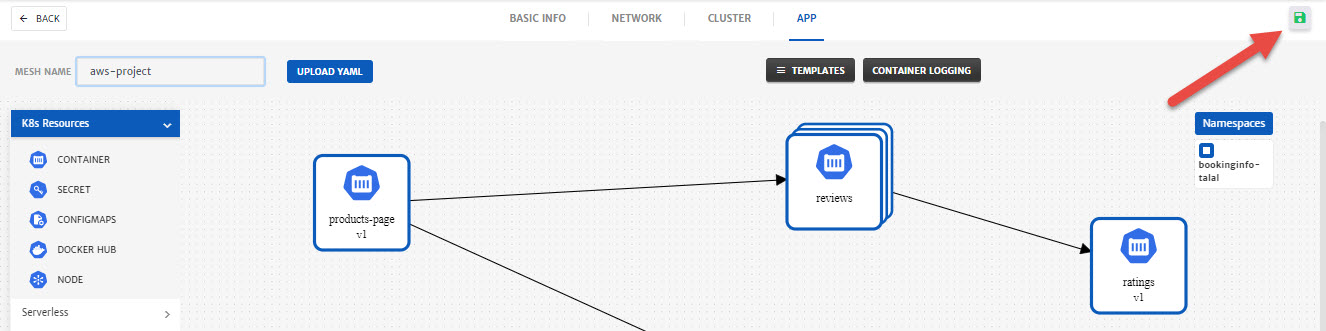 BACK
BASIC INFO
NETWORK
CLUSTER
APP
MESH NAME
aws-project
UPLOAD YAML
TEMPLATES
CONTAINER LOGGING
K8s Resources
CONTAINER
SECRET
CONFIGMAPS
DOCKER HUB
NODE
Serverless
products-page
v1
reviews
ratings
v1
Namespaces
bookinginfo-
talal